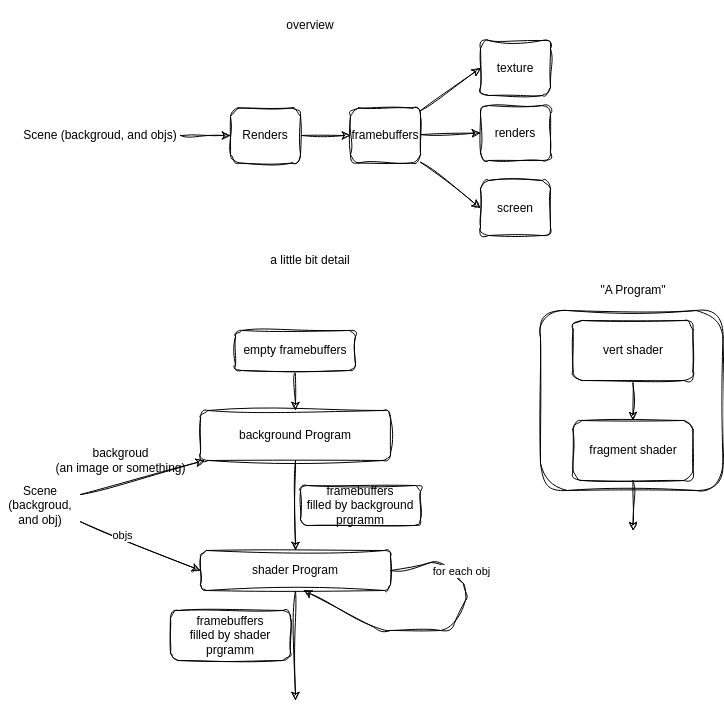 overview
texture
Scene (backgroud, and objs)
Renders
framebuffers
renders
screen
a little bit detail
"A Program"
empty framebuffers
vert shader
background Program
fragment shader
backgroud
(an image or something)
Scene
(backgroud,
and obj)
framebuffers
filled by background
prgramm
objs
shader Program
for each obj
framebuffers
filled by shader
prgramm